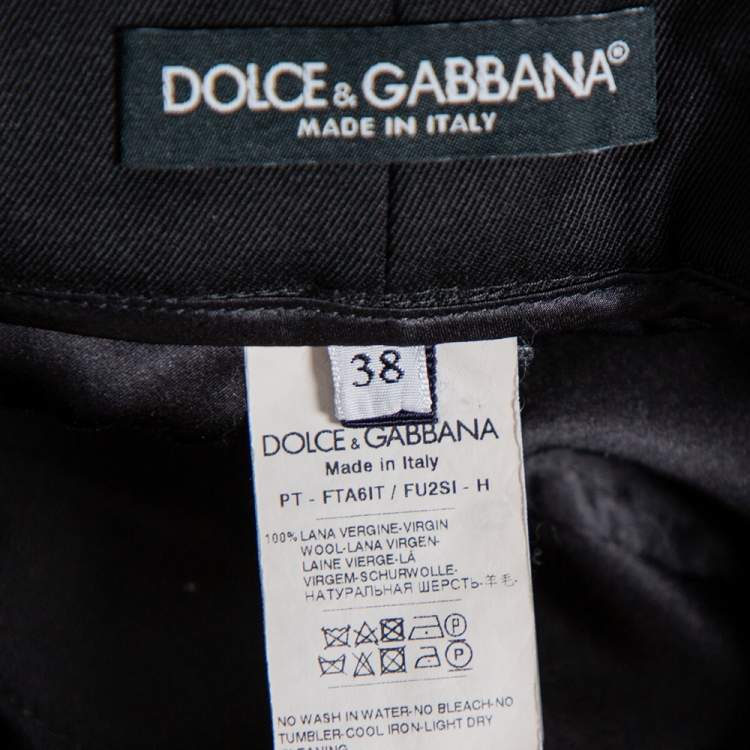 DOLCE & GABBANA®
MADE IN ITALY
38
DOLCE & GABBANA
Made in Italy
PT - FTA6IT / FU2SI - H
100% LANA VERGINE-VIRGIN
WOOL-LANA VIRGEN-
LAINE VIERGE-LÃ
VIRGEM-SCHURWOLLE-
НАТУРАЛЬНАЯ ШЕРСТЬ-羊毛-
P
P
NO WASH IN WATER-NO BLEACH-NO
TUMBLER-COOL IRON-LIGHT DRY
CLEANING